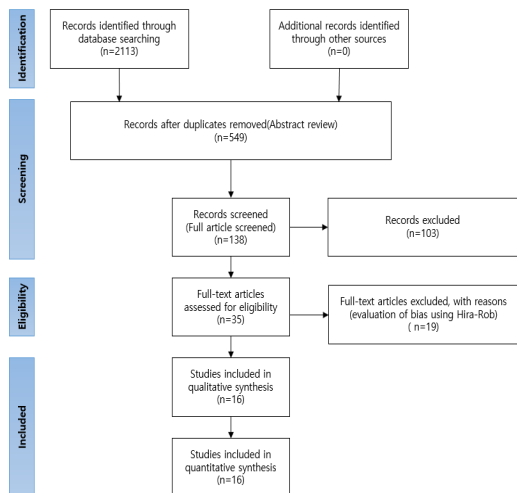 Identification
Records identified through
database searching
(n=2113)
Additional records identified
through other sources
(n=0)
Screening
Records after duplicates removed(Abstract review)
(n=549)
Records screened
(Full article screened)
(n=138)
Records excluded
(n=103)
Eligibility
Full-text articles
assessed for eligibility
(n=35)
Full-text articles excluded, with reasons
(evaluation of bias using Hira-Rob)
( n=19)
Included
Studies included in
qualitative synthesis
(n=16)
Studies included in
quantitative synthesis
(n=16)